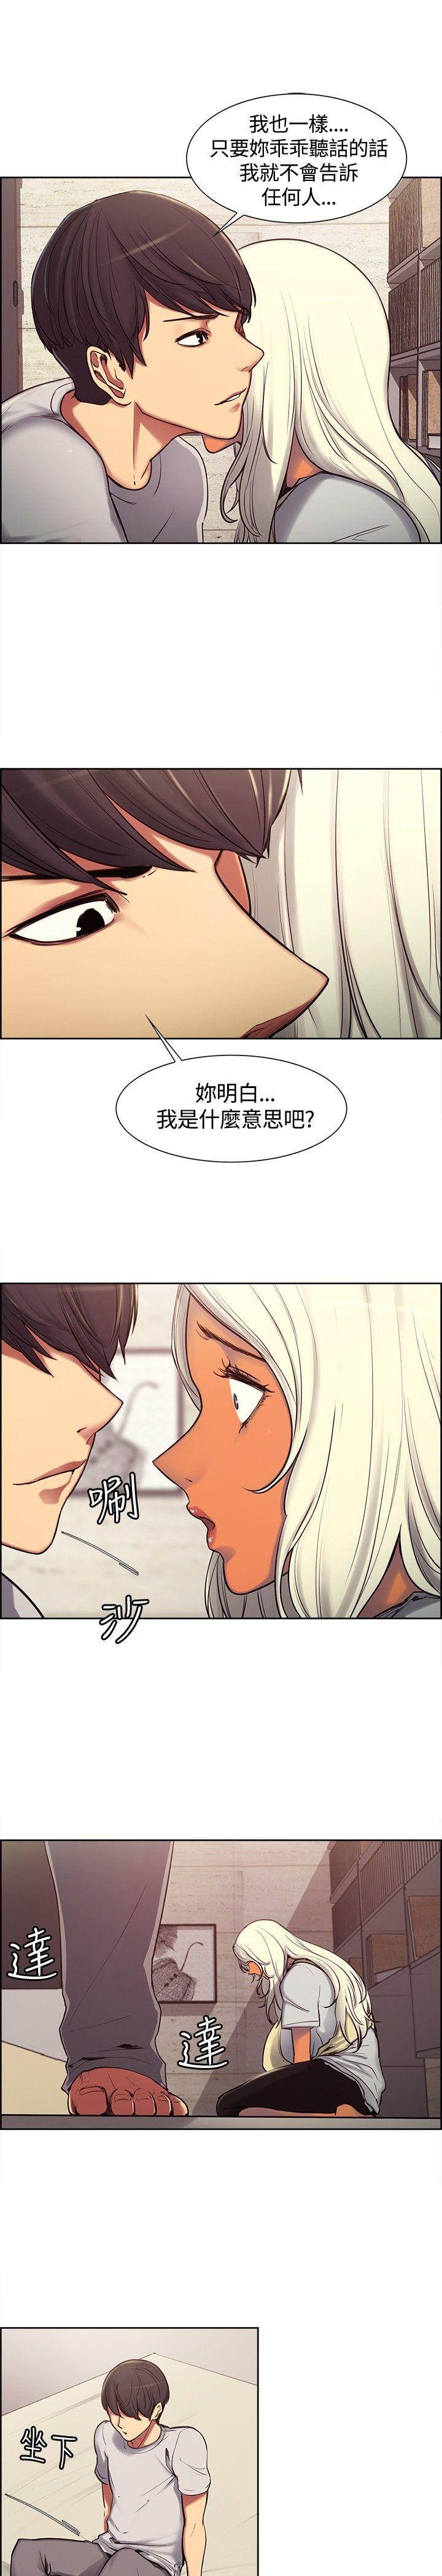 我也一樣....
只要妳乖乖聽話的話
我就不會告訴
任何人...
妳明白...
我是什麼意思吧?
唰
沙
達
達
坐下